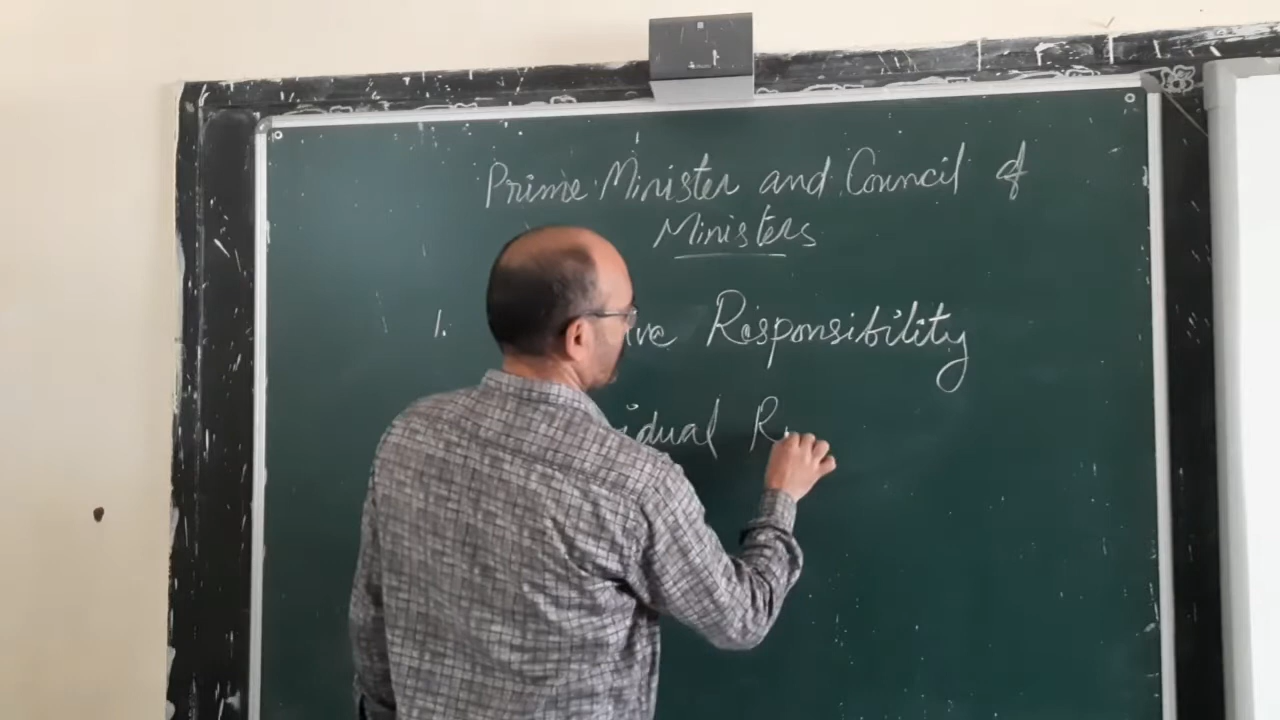 Prime Minister and Council of
Ministers
1. ive Responsibility
idual R